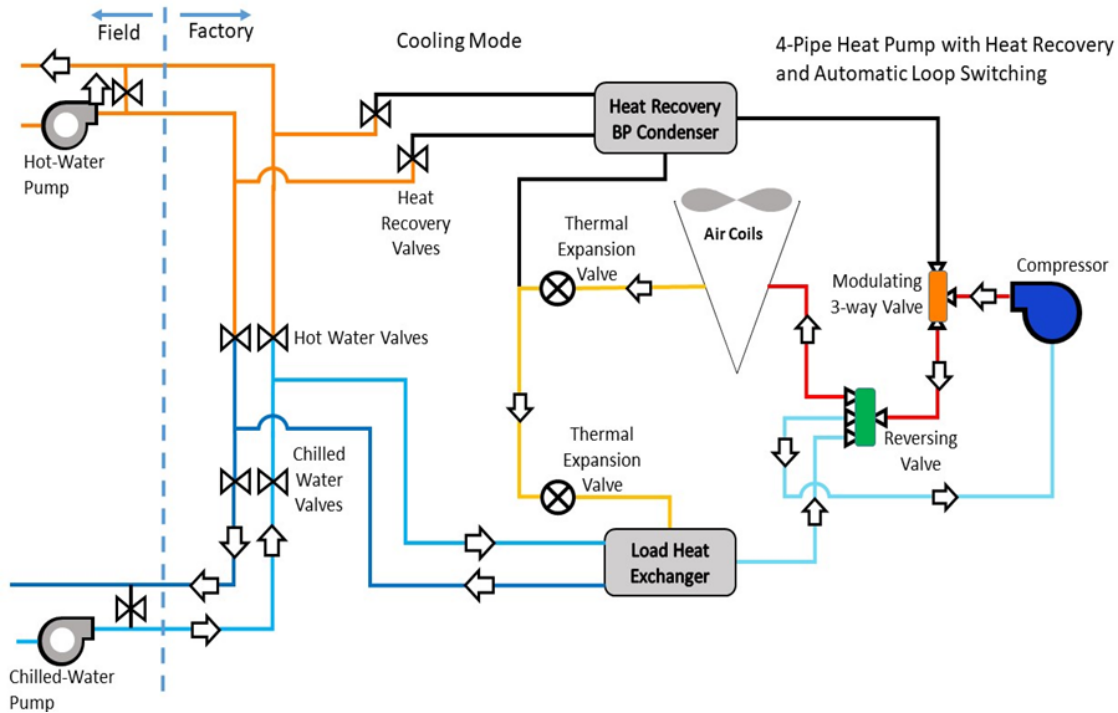 Field
Factory
Cooling Mode
4-Pipe Heat Pump with Heat Recovery
and Automatic Loop Switching
Hot-Water
Pump
Heat Recovery
BP Condenser
Heat
Recovery
Valves
Thermal
Expansion
Valve
Air Coils
Modulating
3-way Valve
Compressor
Hot Water Valves
Reversing
Valve
Chilled
Water
Valves
Thermal
Expansion
Valve
Load Heat
Exchanger
Chilled-Water
Pump